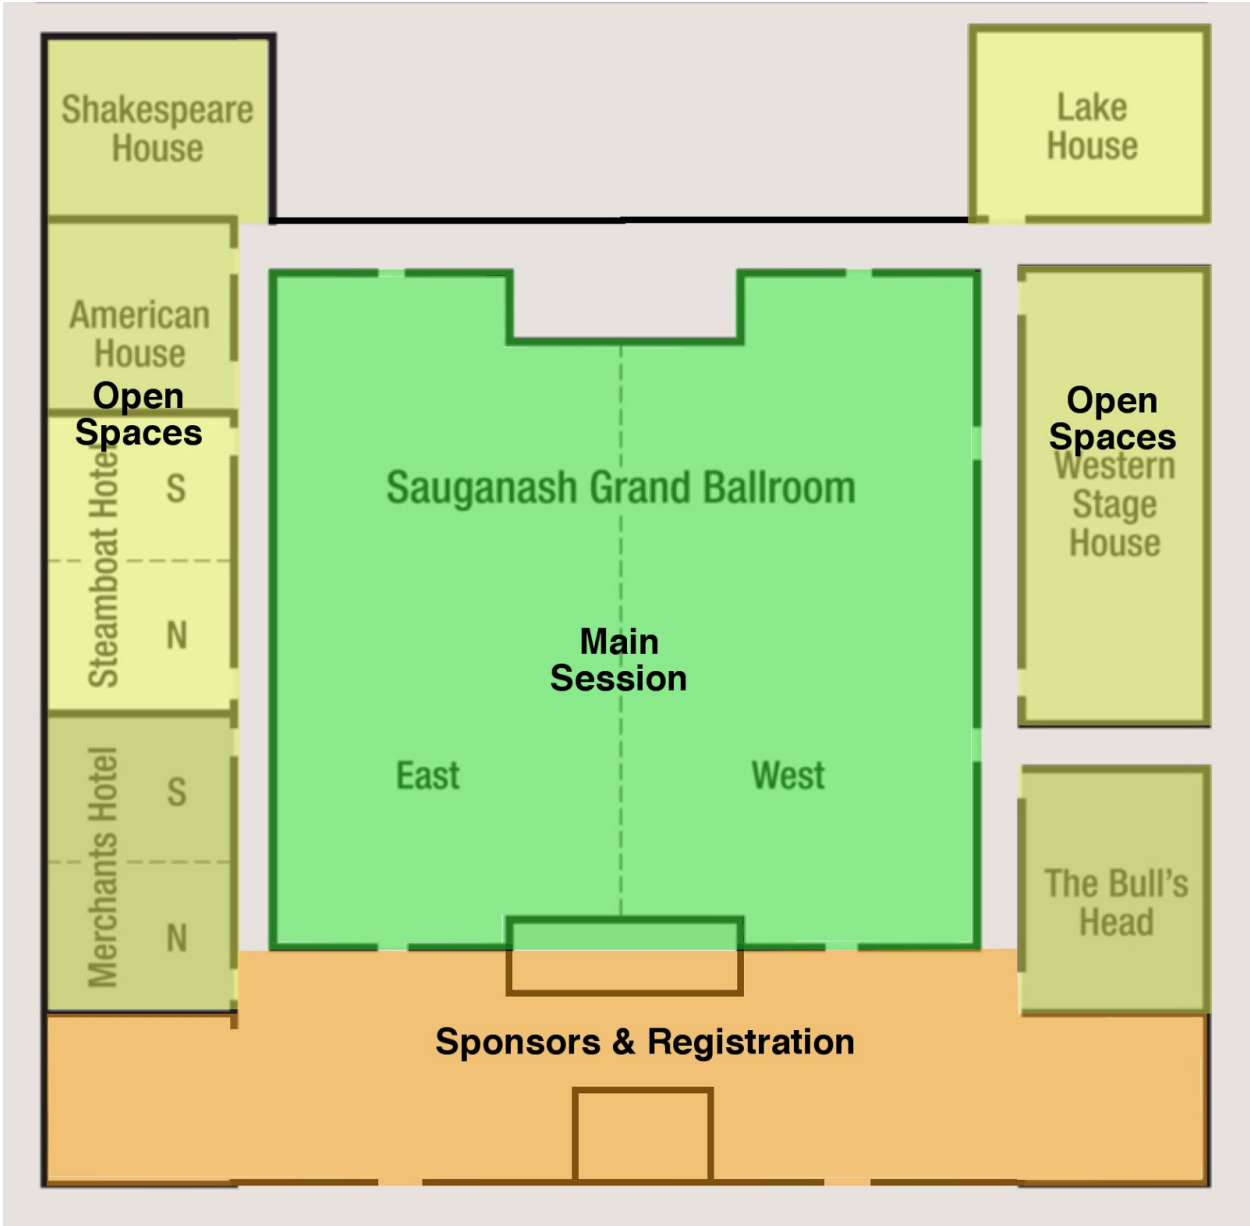 Shakespeare
House
Lake
House
American
House
Open
Spaces
Steamboat Hotel
S
N
Merchants Hotel
S
N
Sauganash Grand Ballroom
Main
Session
East
West
Open
Spaces
Western
Stage
House
The Bull's
Head
Sponsors & Registration